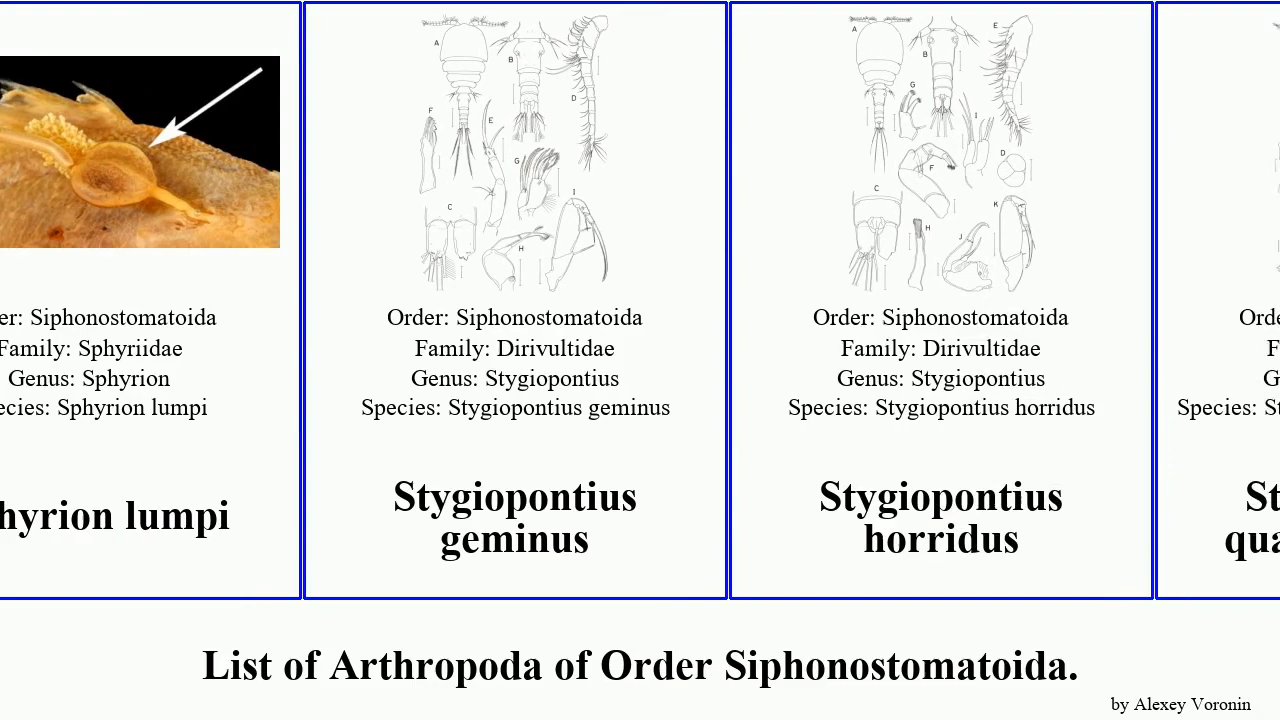 er: Siphonostomatoida
Family: Sphyriidae
Genus: Sphyrion
ecies: Sphyrion lumpi
hyrion lumpi
A
B
C
D
E
F
G
H
I
Order: Siphonostomatoida
Family: Dirivultidae
Genus: Stygiopontius
Species: Stygiopontius geminus
Stygiopontius
geminus
A
B
C
D
E
F
G
H
I
J
K
Order: Siphonostomatoida
Family: Dirivultidae
Genus: Stygiopontius
Species: Stygiopontius horridus
Stygiopontius
horridus
Orde
F
G
Species: St
St
qua
List of Arthropoda of Order Siphonostomatoida.
by Alexey Voronin